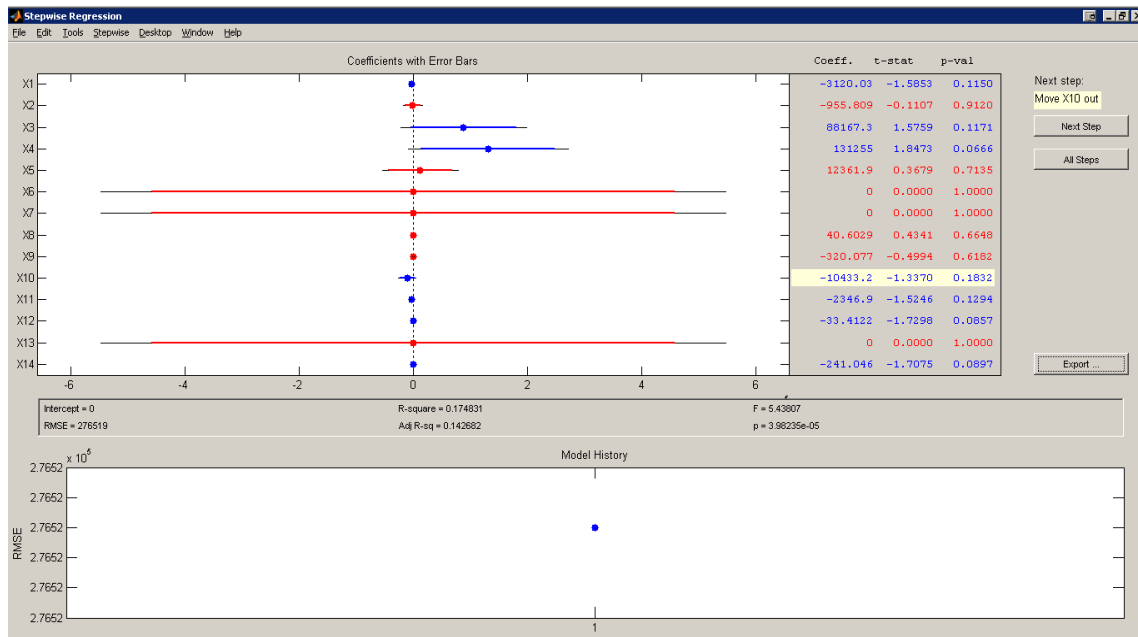 Stepwise Regression
File Edit Tools Stepwise Desktop Window Help
Coefficients with Error Bars
Coeff. t-stat p-val
X1 -3120.03 -1.5853 0.1150
X2 -955.809 -0.1107 0.9120
X3 88167.3 1.5759 0.1171
X4 131255 1.8473 0.0666
X5 12361.9 0.3679 0.7135
X6 0 0.0000 1.0000
X7 0 0.0000 1.0000
X8 40.6029 0.4341 0.6648
X9 -320.077 -0.4994 0.6182
X10 -10433.2 -1.3370 0.1832
X11 -2346.9 -1.5246 0.1294
X12 -33.4122 -1.7298 0.0857
X13 0 0.0000 1.0000
X14 -241.046 -1.7075 0.0897
-6 -4 -2 0 2 4 6
Next step:
Move X10 out
Next Step
All Steps
Export ...
Intercept = 0 R-square = 0.174831 F = 5.43807
RMSE = 276519 Adj R-sq = 0.142682 p = 3.98235e-05
Model History
x 10^5
2.7652
2.7652
2.7652
2.7652
2.7652
2.7652
RMSE
1